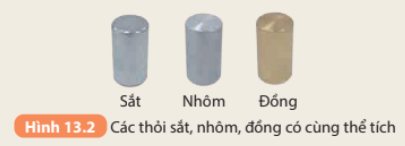 Sắt Nhôm Đồng
Hình 13.2 Các thỏi sắt, nhôm, đồng có cùng thể tích